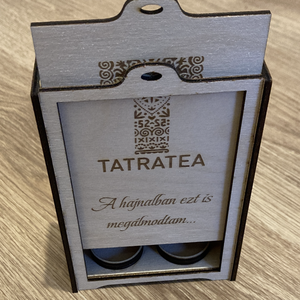 TATRATEA
A hajnalban ezt is
megálmodtam...